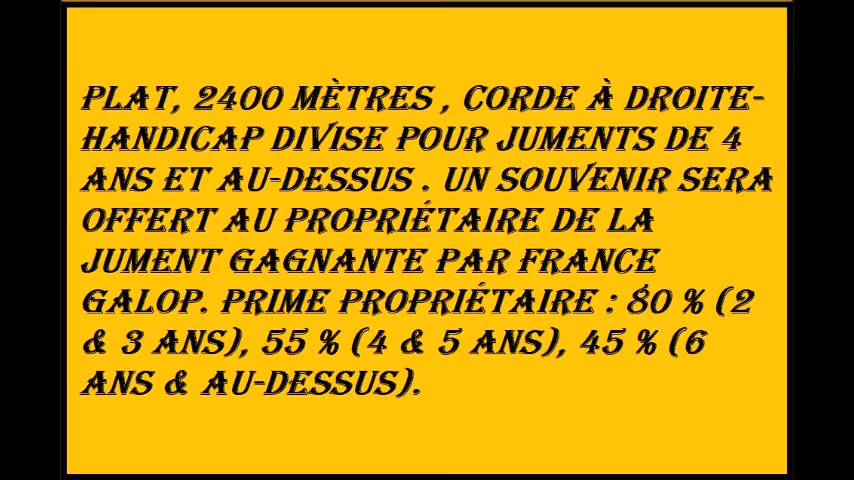 PLAT, 2400 MÈTRES , CORDE À DROITE-
HANDICAP DIVISE POUR JUMENTS DE 4
ANS ET AU-DESSUS . UN SOUVENIR SERA
OFFERT AU PROPRIÉTAIRE DE LA
JUMENT GAGNANTE PAR FRANCE
GALOP. PRIME PROPRIÉTAIRE : 80 % (2
& 3 ANS), 55 % (4 & 5 ANS), 45 % (6
ANS & AU-DESSUS).